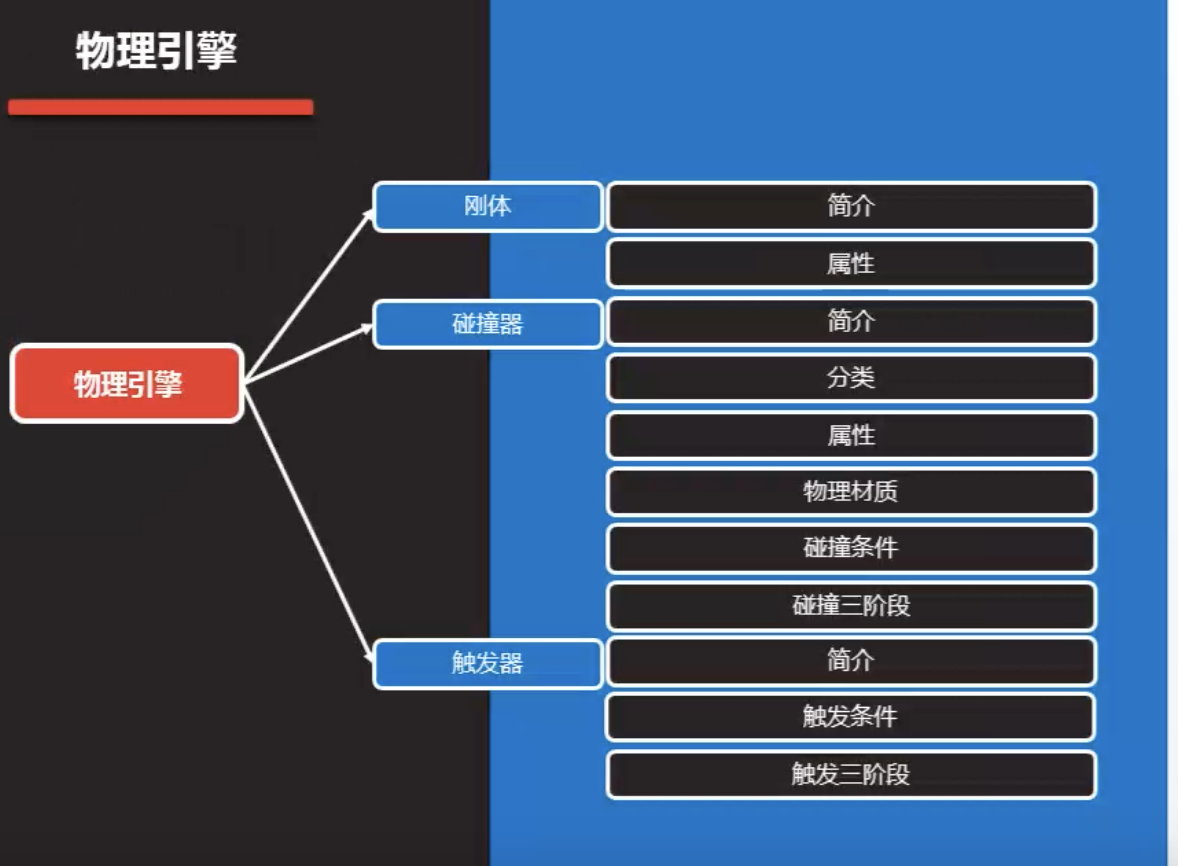 物理引擎
刚体
简介
属性
物理引擎
碰撞器
简介
分类
属性
物理材质
碰撞条件
碰撞三阶段
触发器
简介
触发条件
触发三阶段